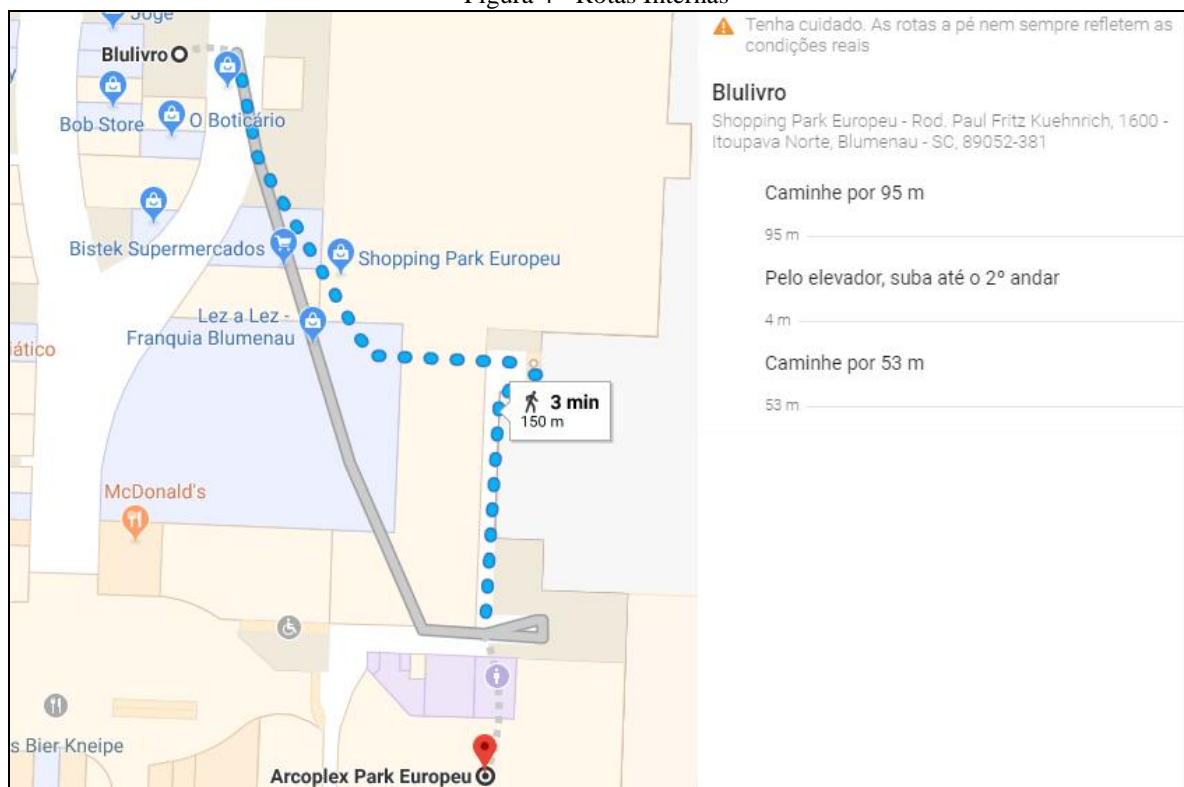 Figura 4 - Rotas Internas
Joge
Blulivro
Bob Store
O Boticário
Bistek Supermercados
Shopping Park Europeu
Lez a Lez -
Franquia Blumenau
iático
3 min
150 m
McDonald's
s Bier Kneipe
Arcoplex Park Europeu
Tenha cuidado. As rotas a pé nem sempre refletem as
condições reais
Blulivro
Shopping Park Europeu - Rod. Paul Fritz Kuehnrich, 1600 -
Itoupava Norte, Blumenau - SC, 89052-381
Caminhe por 95 m
95 m
Pelo elevador, suba até o 2º andar
4 m
Caminhe por 53 m
53 m